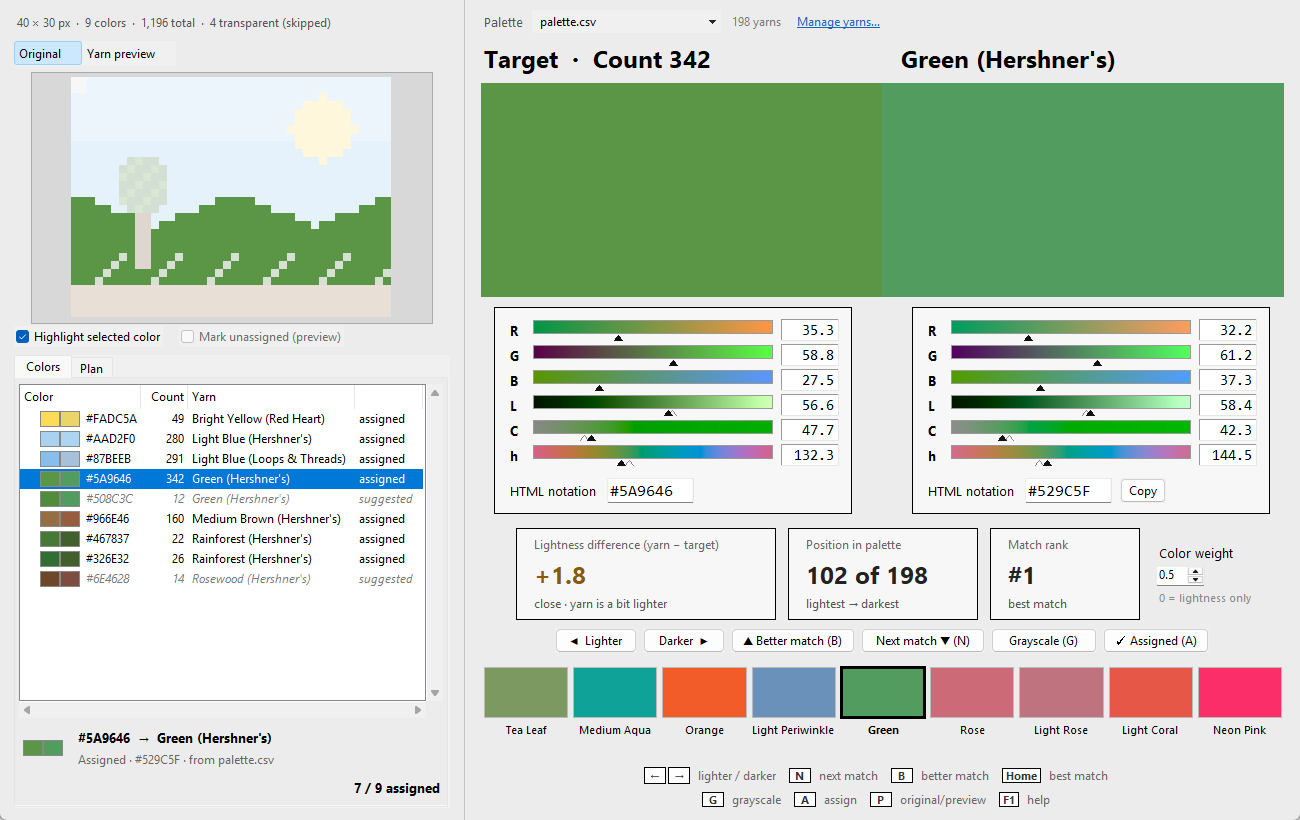 40 × 30 px · 9 colors · 1,196 total · 4 transparent (skipped)
Original Yarn preview
Highlight selected color Mark unassigned (preview)
Colors Plan
Color Count Yarn
#FADC5A 49 Bright Yellow (Red Heart) assigned
#AAD2F0 280 Light Blue (Hershner's) assigned
#87BEEB 291 Light Blue (Loops & Threads) assigned
#5A9646 342 Green (Hershner's) assigned
#508C3C 12 Green (Hershner's) suggested
#966E46 160 Medium Brown (Hershner's) assigned
#467837 22 Rainforest (Hershner's) assigned
#326E32 26 Rainforest (Hershner's) assigned
#6E4628 14 Rosewood (Hershner's) suggested
#5A9646 → Green (Hershner's)
Assigned · #529C5F · from palette.csv
7 / 9 assigned
Palette palette.csv 198 yarns Manage yarns...
Target · Count 342 Green (Hershner's)
R 35.3
G 58.8
B 27.5
L 56.6
C 47.7
h 132.3
HTML notation #5A9646
R 32.2
G 61.2
B 37.3
L 58.4
C 42.3
h 144.5
HTML notation #529C5F Copy
Lightness difference (yarn − target)
+1.8
close · yarn is a bit lighter
Position in palette
102 of 198
lightest → darkest
Match rank
#1
best match
Color weight
0.5
0 = lightness only
◄ Lighter Darker ► ▲ Better match (B) Next match ▼ (N) Grayscale (G) ✓ Assigned (A)
Tea Leaf Medium Aqua Orange Light Periwinkle Green Rose Light Rose Light Coral Neon Pink
← → lighter / darker N next match B better match Home best match
G grayscale A assign P original/preview F1 help